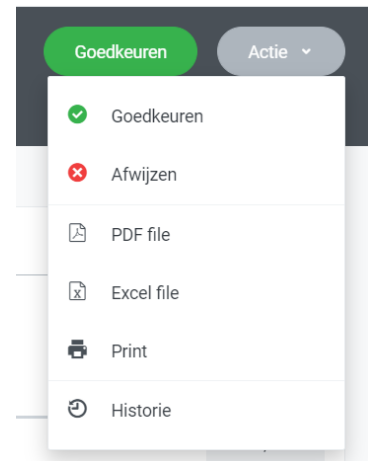 Goedkeuren Actie
Goedkeuren
Afwijzen
PDF file
Excel file
Print
Historie